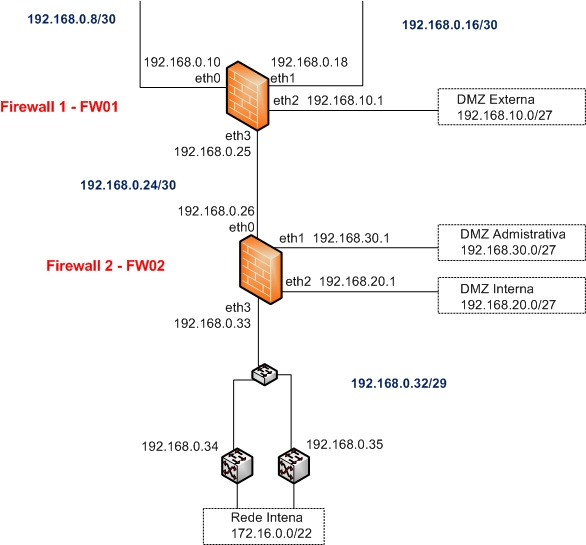 192.168.0.8/30
192.168.0.16/30
192.168.0.10
192.168.0.18
eth0
eth1
Firewall 1 - FW01
eth2 192.168.10.1
DMZ Externa
192.168.10.0/27
eth3
192.168.0.25
192.168.0.24/30
192.168.0.26
eth0
eth1 192.168.30.1
DMZ Admistrativa
192.168.30.0/27
Firewall 2 - FW02
eth2 192.168.20.1
DMZ Interna
192.168.20.0/27
eth3
192.168.0.33
192.168.0.32/29
192.168.0.34
192.168.0.35
Rede Intena
172.16.0.0/22